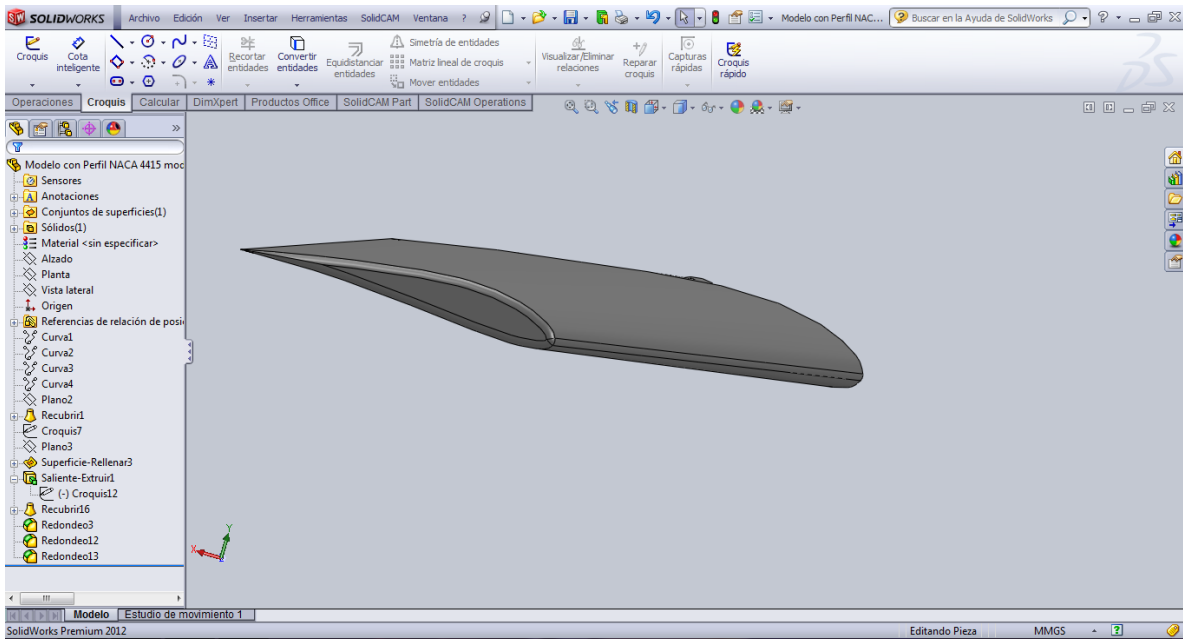 SOLIDWORKS Archivo Edición Ver Insertar Herramientas SolidCAM Ventana ? Modelo con Perfil NAC... Buscar en la Ayuda de SolidWorks ?
Croquis
Cota inteligente
Recortar entidades
Convertir entidades
Equidistanciar entidades
Simetría de entidades
Matriz lineal de croquis
Mover entidades
Visualizar/Eliminar relaciones
Reparar croquis
Capturas rápidas
Croquis rápido
Operaciones Croquis Calcular DimXpert Productos Office SolidCAM Part SolidCAM Operations
Modelo con Perfil NACA 4415 mod
Sensores
Anotaciones
Conjuntos de superficies(1)
Sólidos(1)
Material <sin especificar>
Alzado
Planta
Vista lateral
Origen
Referencias de relación de posi
Curva1
Curva2
Curva3
Curva4
Plano2
Recubrir1
Croquis7
Plano3
Superficie-Rellenar3
Saliente-Extruir1
(-) Croquis12
Recubrir16
Redondeo3
Redondeo12
Redondeo13
Y
X
Modelo Estudio de movimiento 1
SolidWorks Premium 2012 Editando Pieza MMGS ?